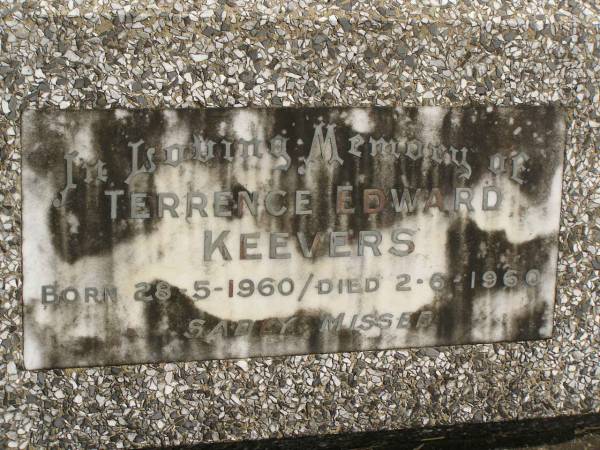 In Loving Memory of
TERRENCE EDWARD
KEEVERS
BORN 28-5-1960/DIED 2-6-1960
SADLY MISSED